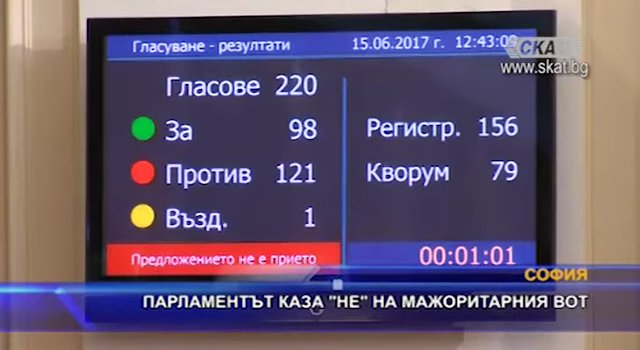 Гласуване - резултати 15.06.2017 г. 12:43:09
СКАТ
www.skat.bg
Гласове 220
За 98
Против 121
Възд. 1
Регистр. 156
Кворум 79
Предложението не е прието 00:01:01
СОФИЯ
ПАРЛАМЕНТЪТ КАЗА "НЕ" НА МАЖОРИТАРНИЯ ВОТ